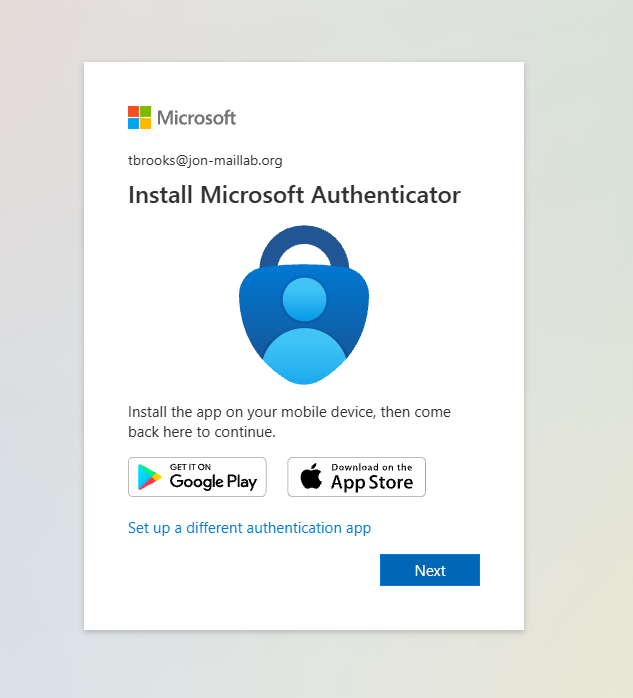 Microsoft
tbrooks@jon-maillab.org
Install Microsoft Authenticator
Install the app on your mobile device, then come
back here to continue.
GET IT ON
Google Play
Download on the
App Store
Set up a different authentication app
Next